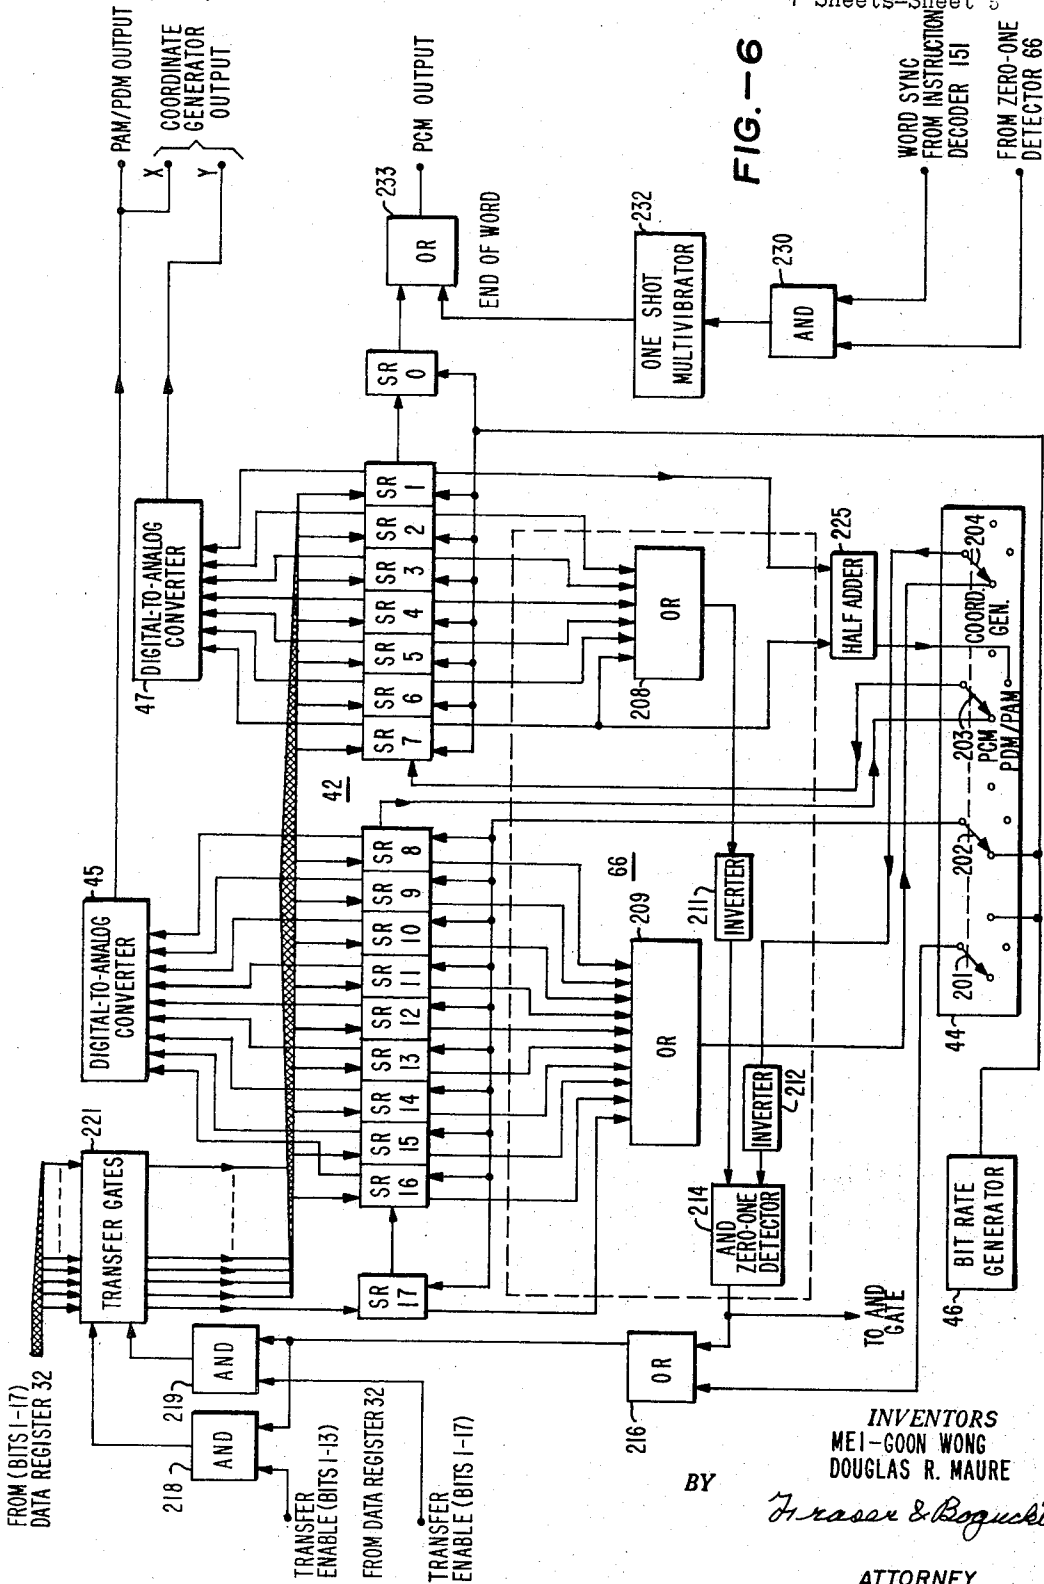 7 Sheets-Sheet 5
FIG.-6
FROM (BITS 1-17)
DATA REGISTER 32
221
TRANSFER GATES
45
DIGITAL-TO-ANALOG
CONVERTER
47
DIGITAL-TO-ANALOG
CONVERTER
PAM/PDM OUTPUT
X
Y
COORDINATE
GENERATOR
OUTPUT
218
AND
219
AND
TRANSFER
ENABLE (BITS 1-13)
FROM DATA REGISTER 32
TRANSFER
ENABLE (BITS 1-17)
SR 17
SR 16
SR 15
SR 14
SR 13
SR 12
SR 11
SR 10
SR 9
SR 8
42
SR 7
SR 6
SR 5
SR 4
SR 3
SR 2
SR 1
SR 0
233
OR
PCM OUTPUT
END OF WORD
232
ONE SHOT
MULTIVIBRATOR
230
AND
WORD SYNC
FROM INSTRUCTION
DECODER 151
FROM ZERO-ONE
DETECTOR 66
66
209
OR
208
OR
211
INVERTER
INVERTER
212
214
AND
ZERO-ONE
DETECTOR
216
OR
TO AND
GATE
225
HALF ADDER
46
BIT RATE
GENERATOR
44
201
202
203
204
PCM
PDM/PAM
COORD.
GEN.
INVENTORS
MEI-GOON WONG
DOUGLAS R. MAURE
BY
Fraser & Bogucki
ATTORNEY